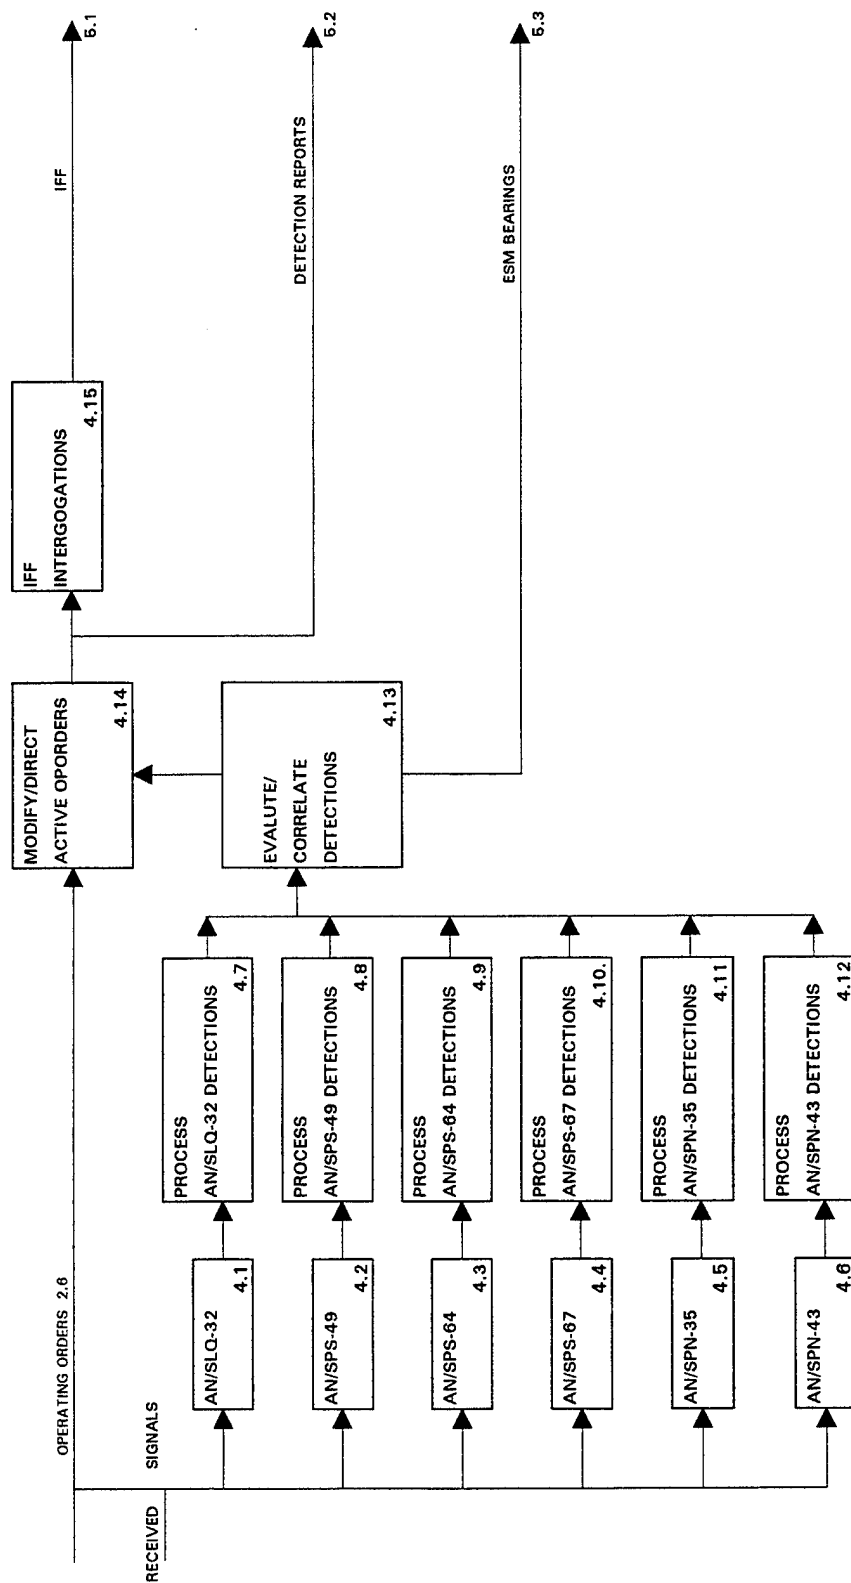 OPERATING ORDERS 2.6
RECEIVED
SIGNALS
AN/SLQ-32
4.1
AN/SPS-49
4.2
AN/SPS-64
4.3
AN/SPS-67
4.4
AN/SPN-35
4.5
AN/SPN-43
4.6
PROCESS
AN/SLQ-32 DETECTIONS
4.7
PROCESS
AN/SPS-49 DETECTIONS
4.8
PROCESS
AN/SPS-64 DETECTIONS
4.9
PROCESS
AN/SPS-67 DETECTIONS
4.10.
PROCESS
AN/SPN-35 DETECTIONS
4.11
PROCESS
AN/SPN-43 DETECTIONS
4.12
MODIFY/DIRECT
ACTIVE OPORDERS
4.14
EVALUTE/
CORRELATE
DETECTIONS
4.13
IFF
INTERGOGATIONS
4.15
IFF
5.1
DETECTION REPORTS
5.2
ESM BEARINGS
5.3